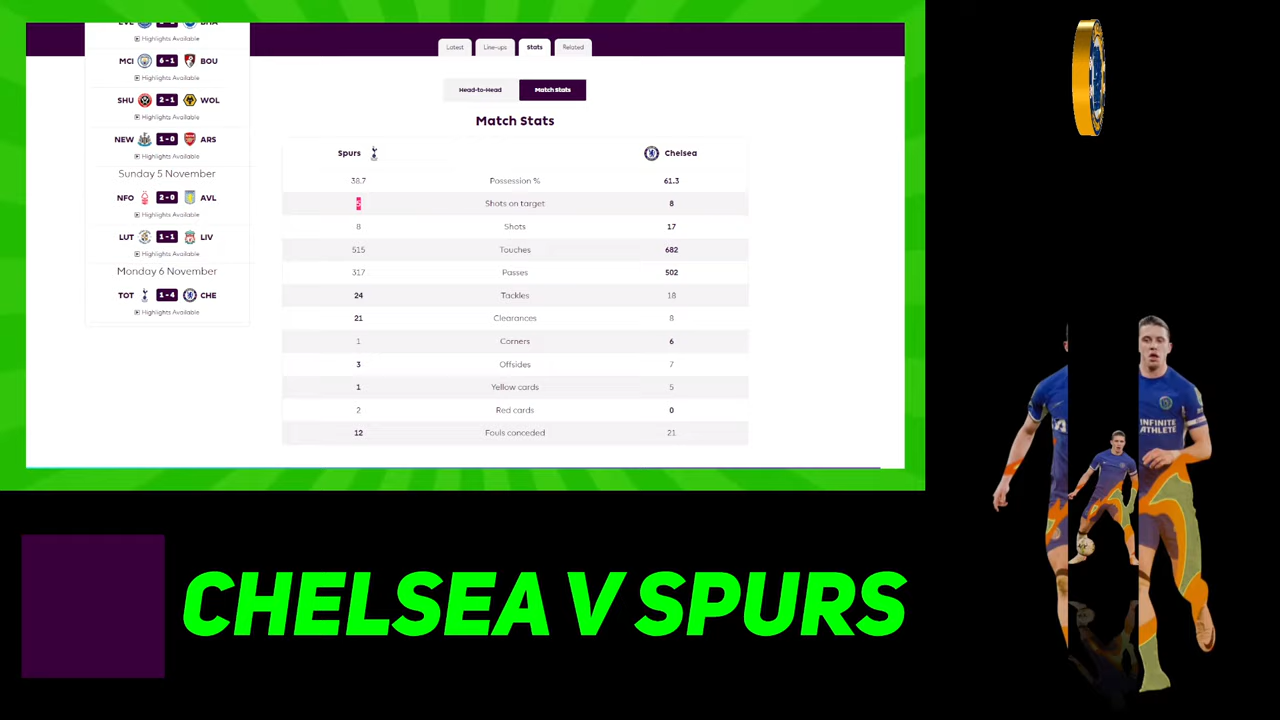 Latest Line-ups Stats Related
Head-to-Head Match Stats
Match Stats
Highlights Available
MCI 6 - 1 BOU
Highlights Available
SHU 2 - 1 WOL
Highlights Available
NEW 1 - 0 ARS
Highlights Available
Sunday 5 November
NFO 2 - 0 AVL
Highlights Available
LUT 1 - 1 LIV
Highlights Available
Monday 6 November
TOT 1 - 4 CHE
Highlights Available
Spurs Chelsea
38.7 Possession % 61.3
Shots on target 8
8 Shots 17
515 Touches 682
317 Passes 502
24 Tackles 18
21 Clearances 8
1 Corners 6
3 Offsides 7
1 Yellow cards 5
2 Red cards 0
12 Fouls conceded 21
INFINITE
ATHLETE
CHELSEA V SPURS